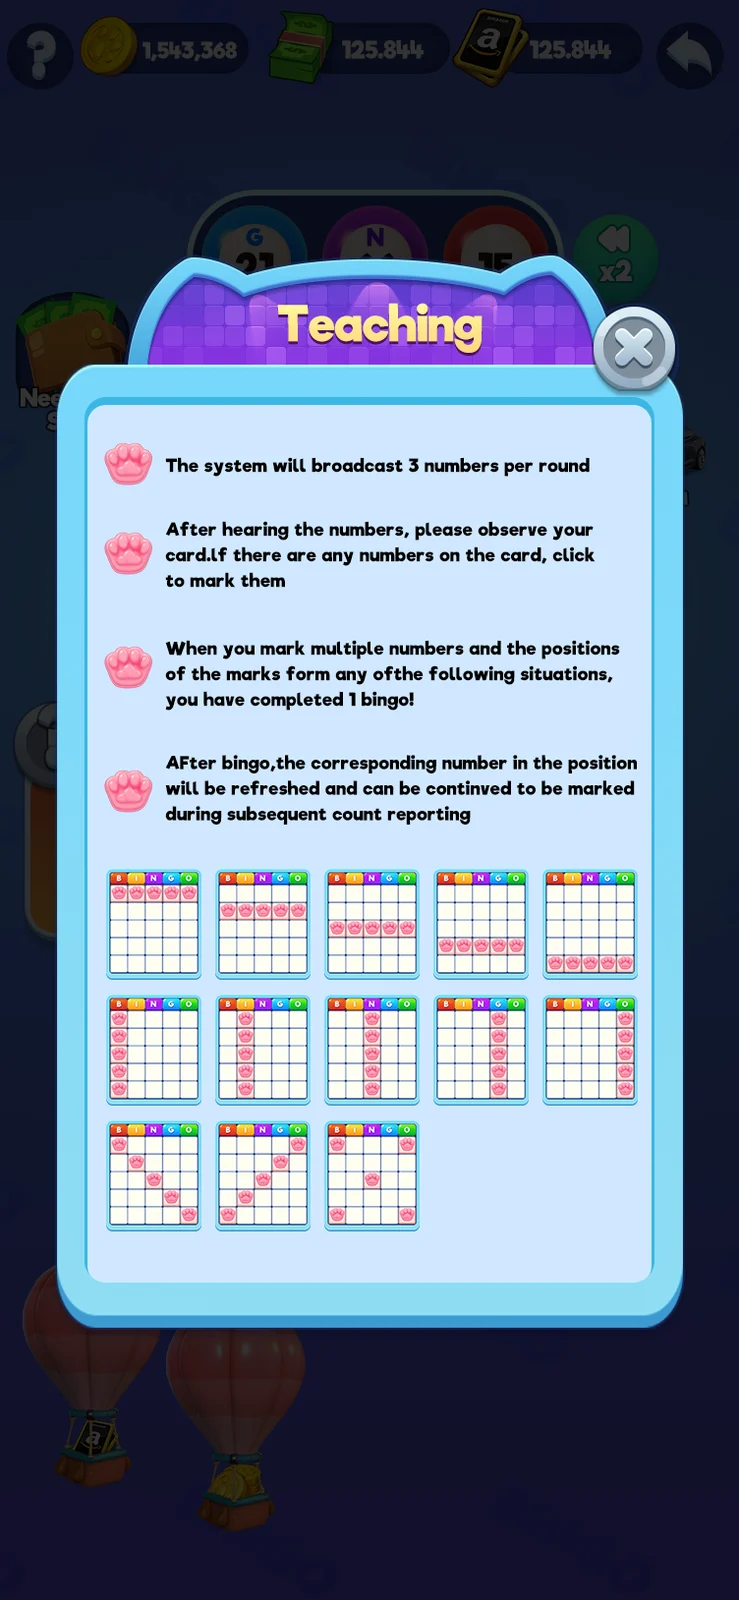 1,543,368
125.844
125.844
G
N
21
15
x2
Teaching
The system will broadcast 3 numbers per round
After hearing the numbers, please observe your
card.lf there are any numbers on the card, click
to mark them
When you mark multiple numbers and the positions
of the marks form any ofthe following situations,
you have completed 1 bingo!
AFter bingo,the corresponding number in the position
will be refreshed and can be continved to be marked
during subsequent count reporting
B I N G O
B I N G O
B I N G O
B I N G O
B I N G O
B I N G O
B I N G O
B I N G O
B I N G O
B I N G O
B I N G O
B I N G O
B I N G O